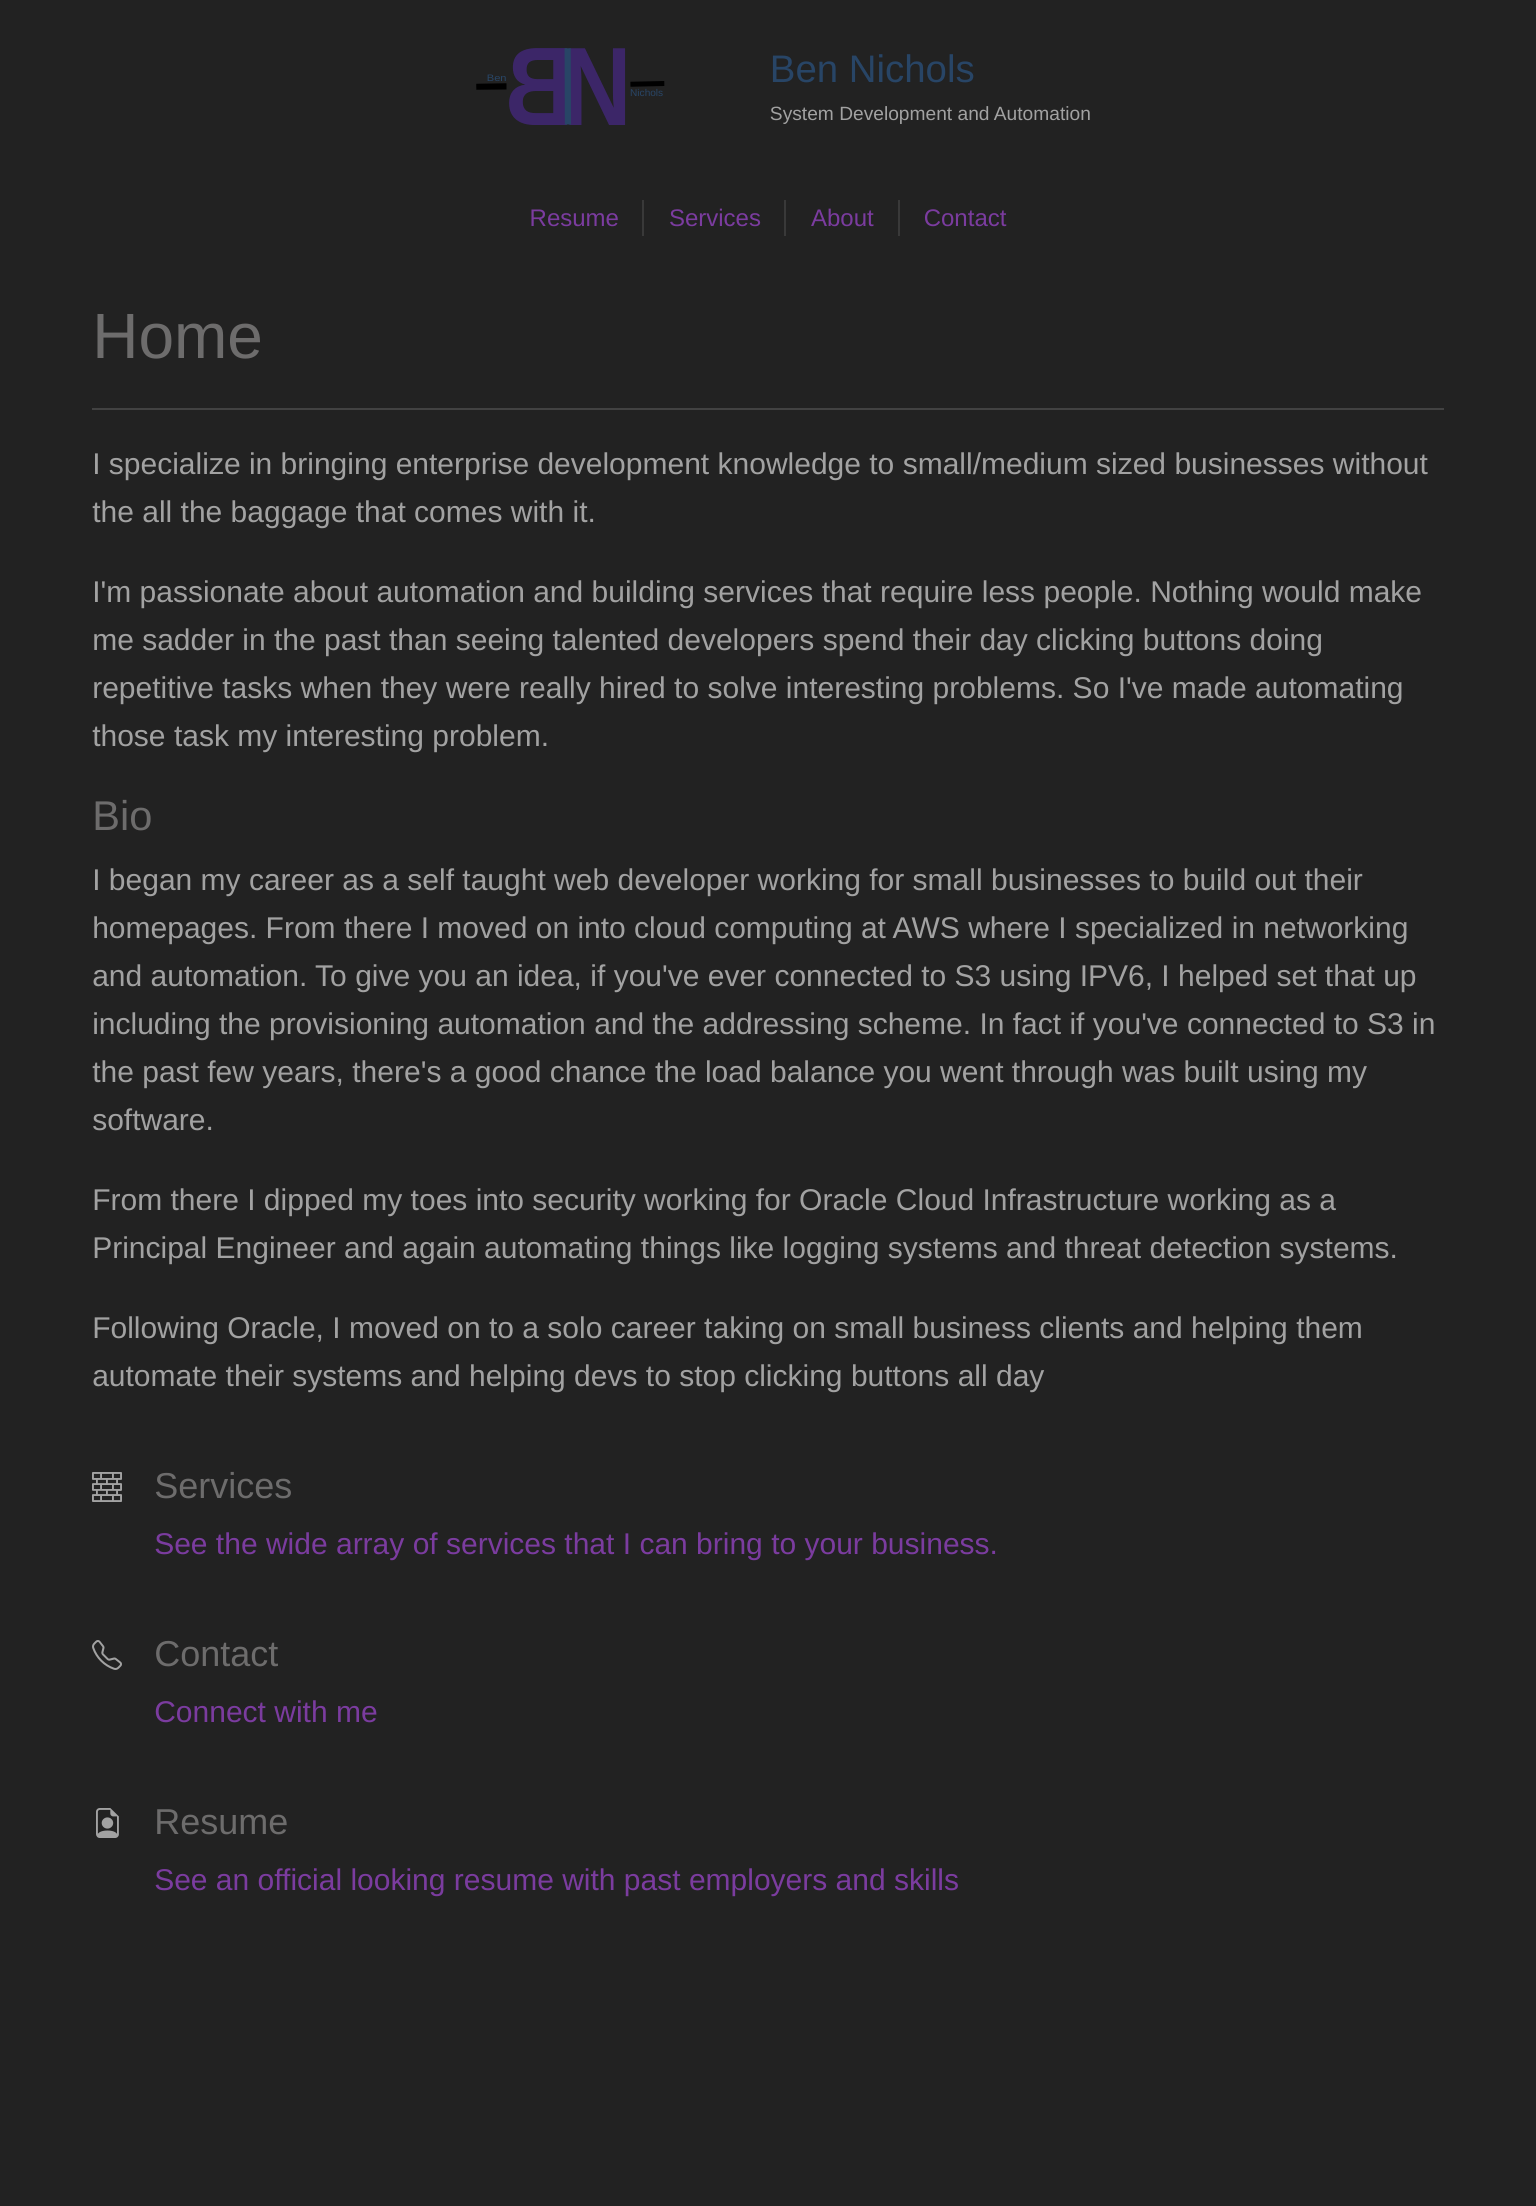 Ben
BN
Nichols
Ben Nichols
System Development and Automation
Resume
Services
About
Contact
Home
I specialize in bringing enterprise development knowledge to small/medium sized businesses without
the all the baggage that comes with it.
I'm passionate about automation and building services that require less people. Nothing would make
me sadder in the past than seeing talented developers spend their day clicking buttons doing
repetitive tasks when they were really hired to solve interesting problems. So I've made automating
those task my interesting problem.
Bio
I began my career as a self taught web developer working for small businesses to build out their
homepages. From there I moved on into cloud computing at AWS where I specialized in networking
and automation. To give you an idea, if you've ever connected to S3 using IPV6, I helped set that up
including the provisioning automation and the addressing scheme. In fact if you've connected to S3 in
the past few years, there's a good chance the load balance you went through was built using my
software.
From there I dipped my toes into security working for Oracle Cloud Infrastructure working as a
Principal Engineer and again automating things like logging systems and threat detection systems.
Following Oracle, I moved on to a solo career taking on small business clients and helping them
automate their systems and helping devs to stop clicking buttons all day
Services
See the wide array of services that I can bring to your business.
Contact
Connect with me
Resume
See an official looking resume with past employers and skills